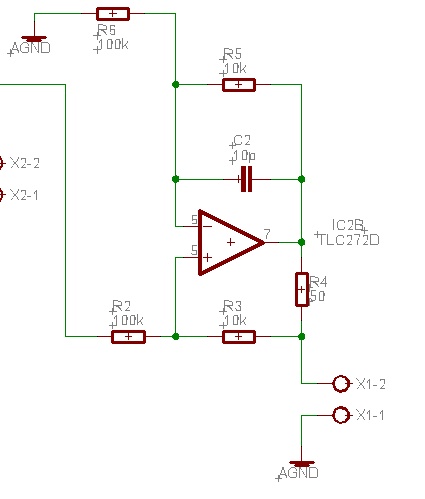 R6
100k
AGND
R5
10k
X2-2
C2
10p
X2-1
-
7
IC2B
TLC272D
5
+
R4
50
R2
100k
R3
10k
X1-2
X1-1
AGND